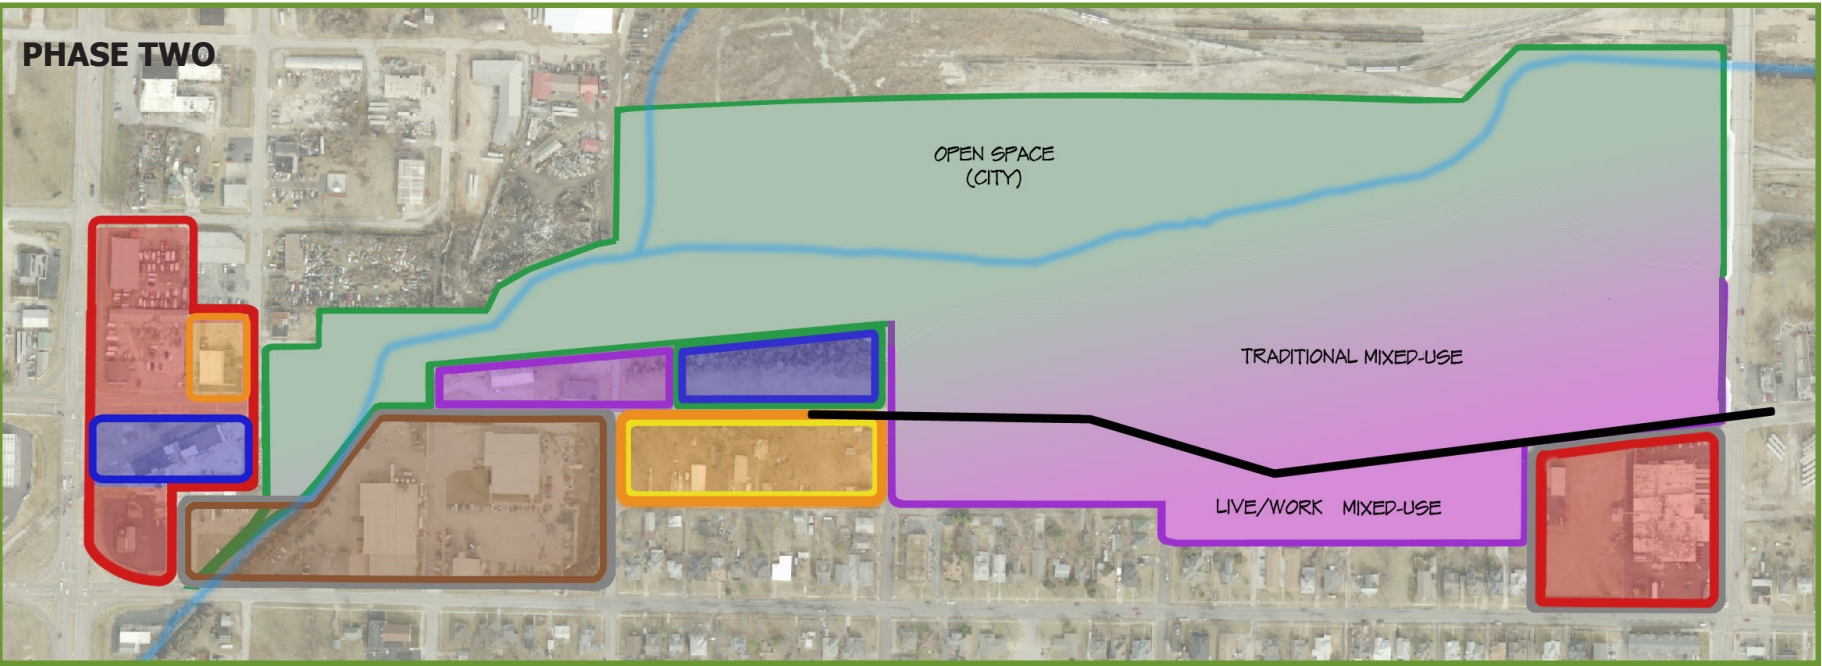 PHASE TWO
OPEN SPACE
(CITY)
TRADITIONAL MIXED-USE
LIVE/WORK MIXED-USE